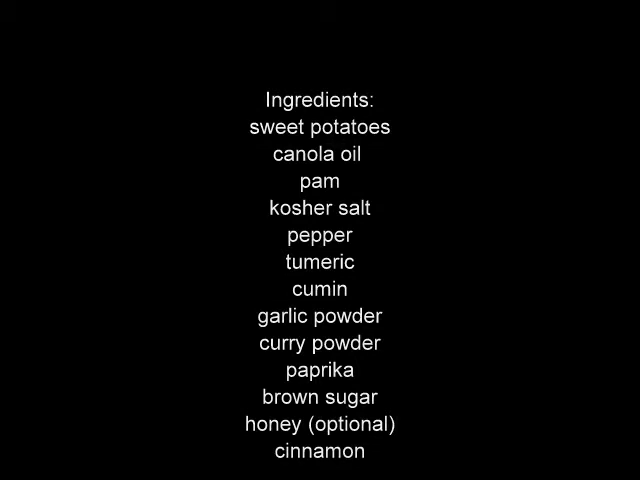 Ingredients:
sweet potatoes
canola oil
pam
kosher salt
pepper
tumeric
cumin
garlic powder
curry powder
paprika
brown sugar
honey (optional)
cinnamon